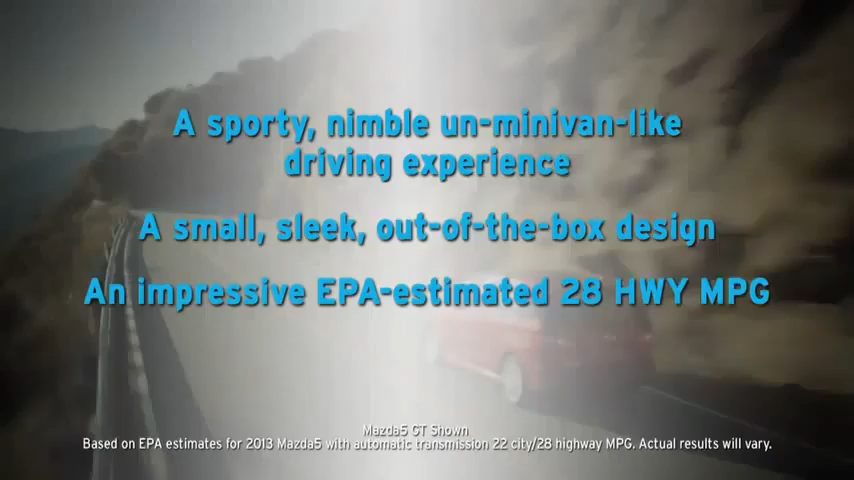 A sporty, nimble un-minivan-like
driving experience
A small, sleek, out-of-the-box design
An impressive EPA-estimated 28 HWY MPG
Mazda5 GT Shown
Based on EPA estimates for 2013 Mazda5 with automatic transmission 22 city/28 highway MPG. Actual results will vary.